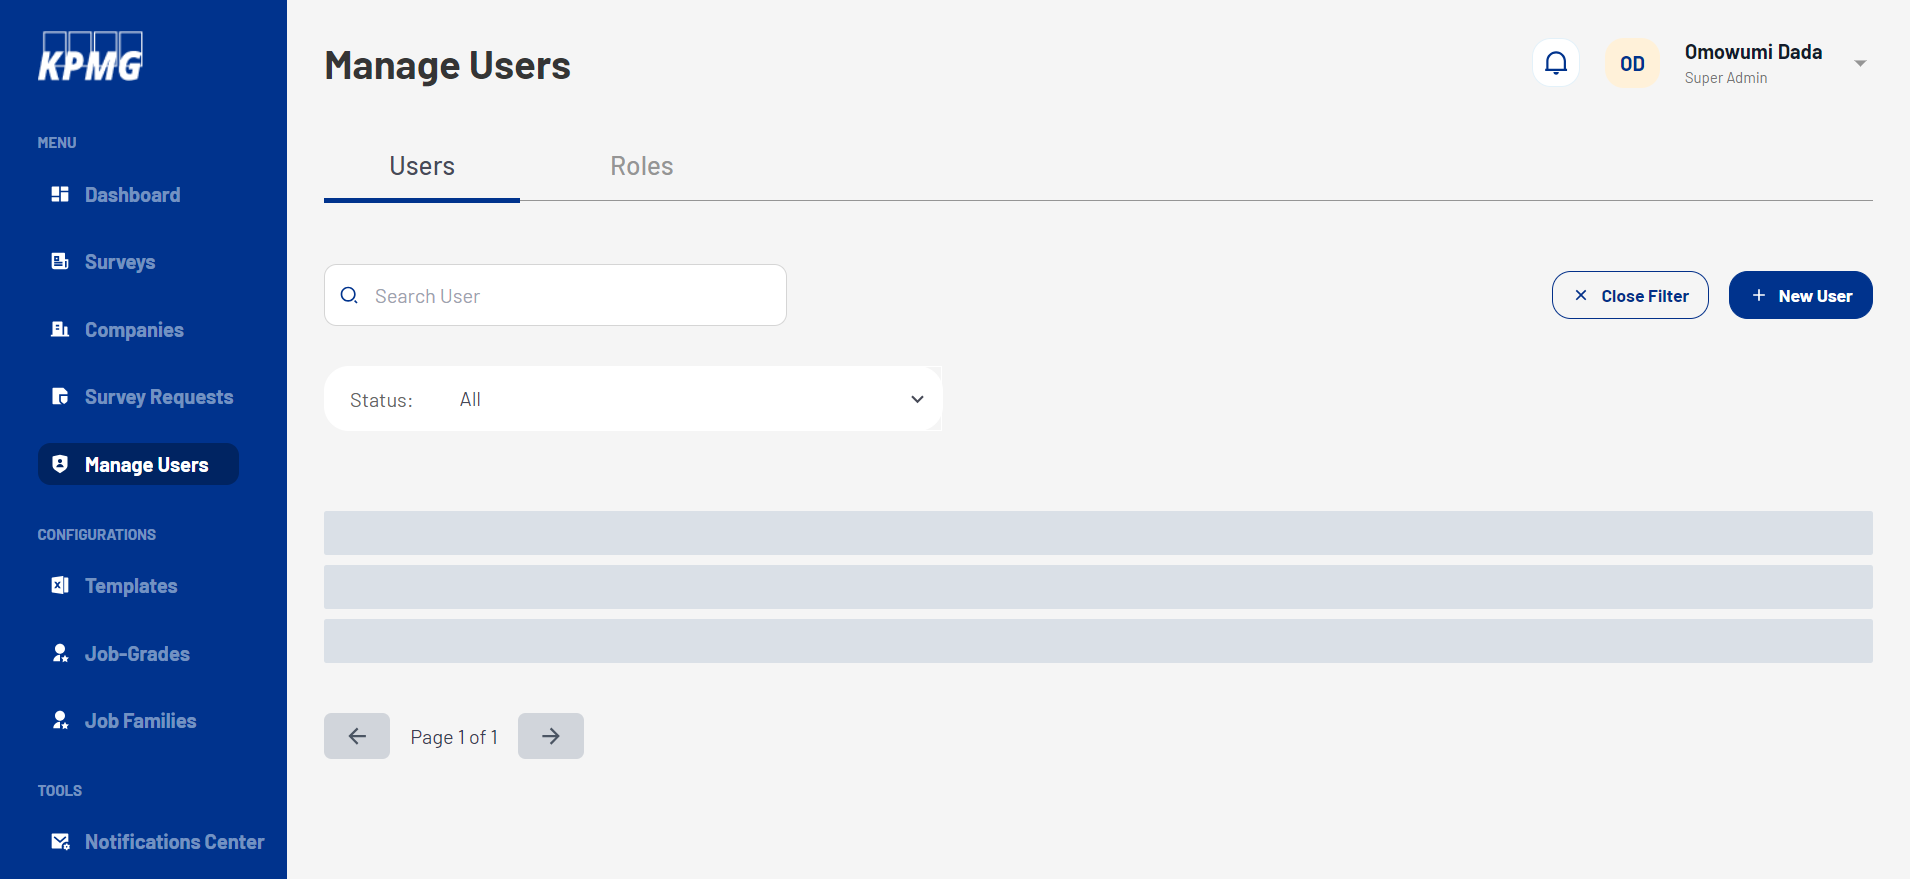 KPMG
MENU
Dashboard
Surveys
Companies
Survey Requests
Manage Users
CONFIGURATIONS
Templates
Job-Grades
Job Families
TOOLS
Notifications Center
Manage Users
OD
Omowumi Dada
Super Admin
Users
Roles
Search User
Close Filter
New User
Status: All
Page 1 of 1